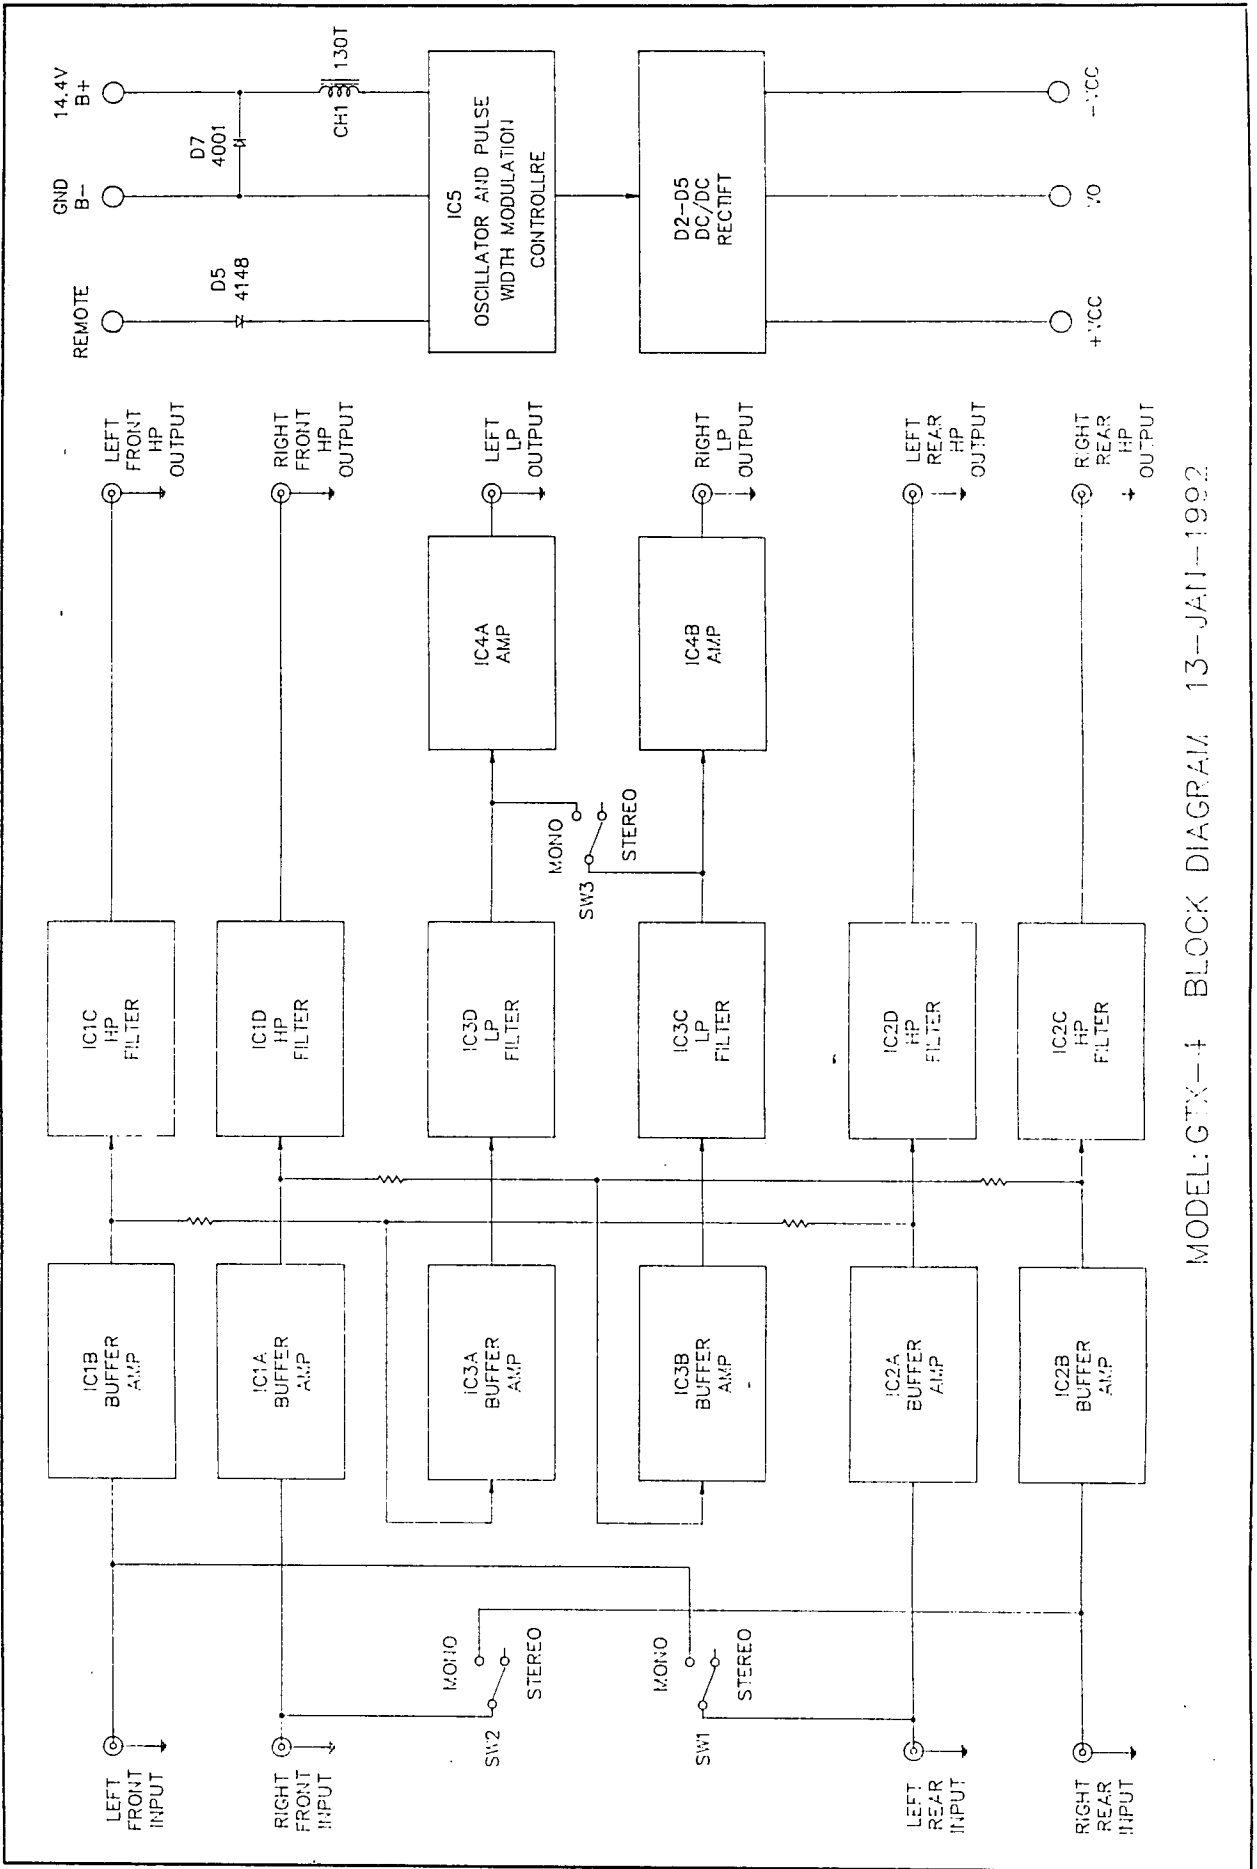 LEFT
FRONT
INPUT
RIGHT
FRONT
INPUT
LEFT
REAR
INPUT
RIGHT
REAR
INPUT
SW2
MONO
STEREO
SW1
MONO
STEREO
IC1B
BUFFER
AMP
IC1A
BUFFER
AMP
IC3A
BUFFER
AMP
IC3B
BUFFER
AMP
IC2A
BUFFER
AMP
IC2B
BUFFER
AMP
IC1C
HP
FILTER
IC1D
HP
FILTER
IC3D
LP
FILTER
IC3C
LP
FILTER
IC2D
HP
FILTER
IC2C
HP
FILTER
SW3
MONO
STEREO
IC4A
AMP
IC4B
AMP
LEFT
FRONT
HP
OUTPUT
RIGHT
FRONT
HP
OUTPUT
LEFT
LP
OUTPUT
RIGHT
LP
OUTPUT
LEFT
REAR
HP
OUTPUT
RIGHT
REAR
HP
OUTPUT
REMOTE
GND
B-
14.4V
B+
D5
4148
D7
4001
CH1 130T
IC5
OSCILLATOR AND PULSE
WIDTH MODULATION
CONTROLLRE
D2-D5
DC/DC
RECTIFT
+VCC
VO
-VCC
MODEL:GTX-4 BLOCK DIAGRAM 13-JAN-1992